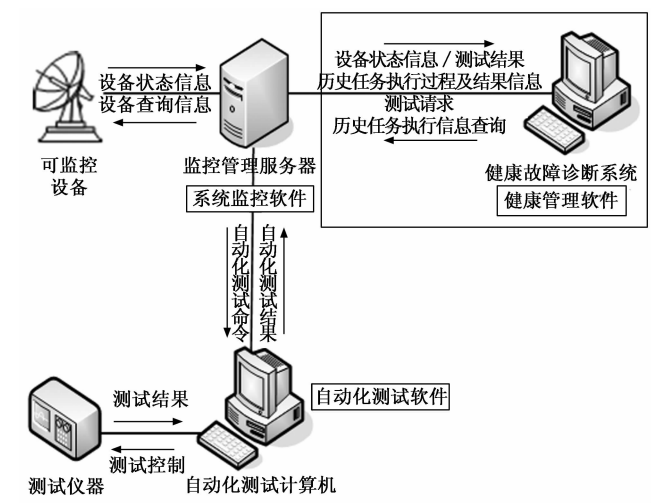 设备状态信息
设备查询信息
可监控
设备
监控管理服务器
系统监控软件
设备状态信息/测试结果
历史任务执行过程及结果信息
测试请求
历史任务执行信息查询
健康故障诊断系统
健康管理软件
自动化测试命令
自动化测试结果
自动化测试软件
测试结果
测试控制
测试仪器
自动化测试计算机